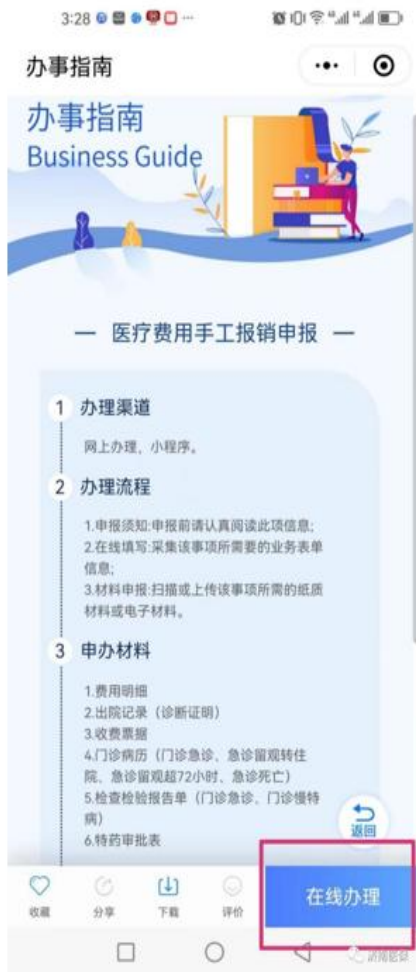 3:28
办事指南
办事指南
Business Guide
— 医疗费用手工报销申报 —
1 办理渠道
网上办理，小程序。
2 办理流程
1.申报须知:申报前请认真阅读此项信息;
2.在线填写:采集该事项所需要的业务表单
信息;
3.材料申报:扫描或上传该事项所需的纸质
材料或电子材料。
3 申办材料
1.费用明细
2.出院记录（诊断证明）
3.收费票据
4.门诊病历（门诊急诊、急诊留观转住
院、急诊留观超72小时、急诊死亡）
5.检查检验报告单（门诊急诊、门诊慢特
病）
6.特药审批表
返回
收藏 分享 下载 评价 在线办理